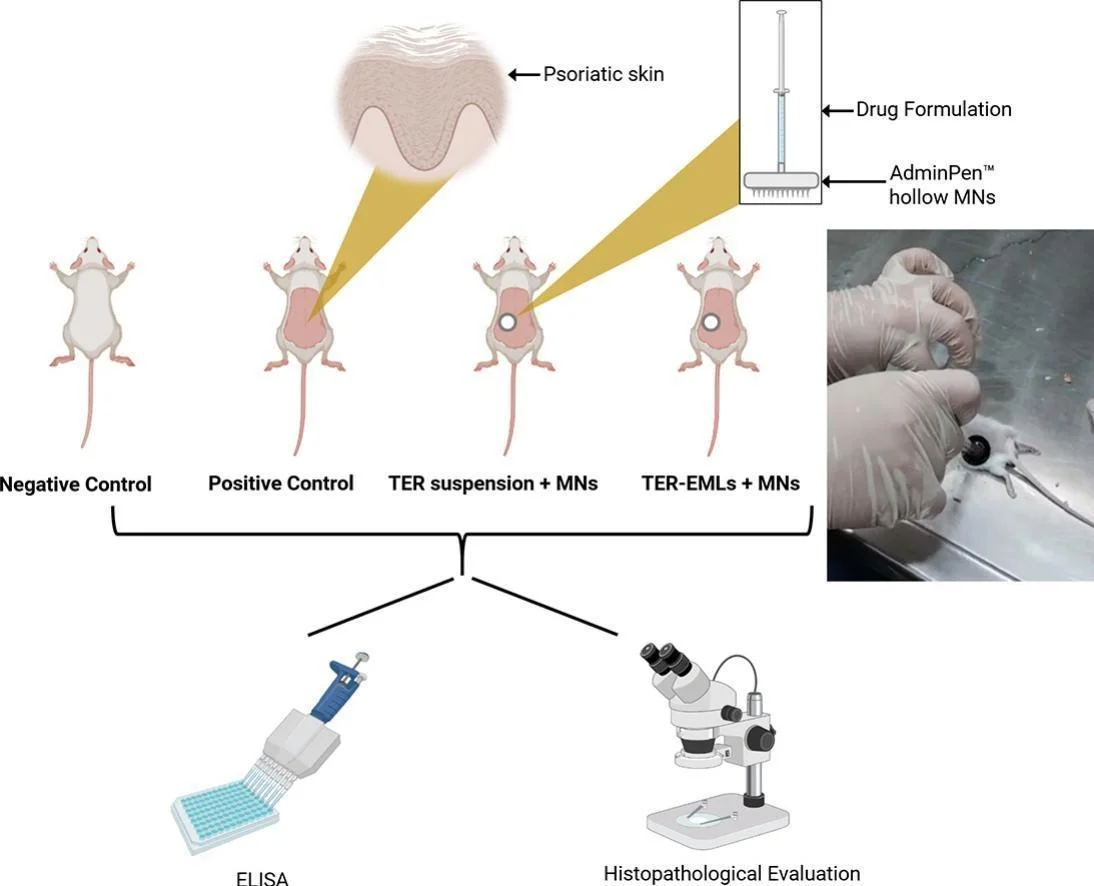 Psoriatic skin
Drug Formulation
AdminPen™
hollow MNs
Negative Control
Positive Control
TER suspension + MNs
TER-EMLs + MNs
ELISA
Histopathological Evaluation